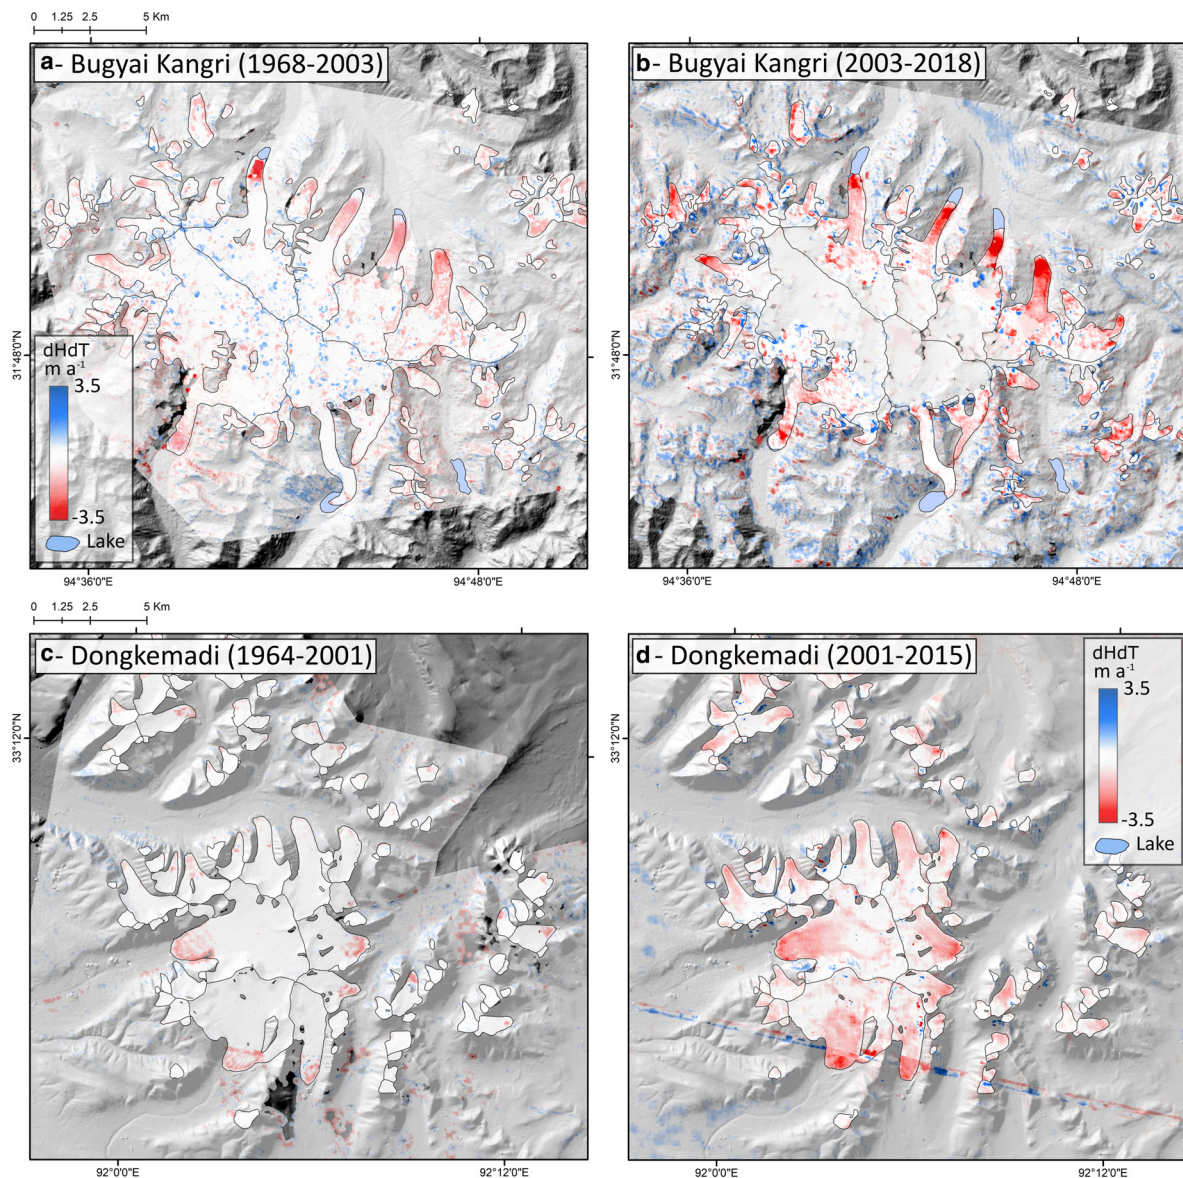 0 1.25 2.5 5 Km
a- Bugyai Kangri (1968-2003)
b- Bugyai Kangri (2003-2018)
31°48'0"N
dHdT
m a-1
3.5
-3.5
Lake
94°36'0"E
94°48'0"E
94°36'0"E
94°48'0"E
0 1.25 2.5 5 Km
c- Dongkemadi (1964-2001)
d- Dongkemadi (2001-2015)
33°12'0"N
33°12'0"N
31°48'0"N
dHdT
m a-1
3.5
-3.5
Lake
92°0'0"E
92°12'0"E
92°0'0"E
92°12'0"E